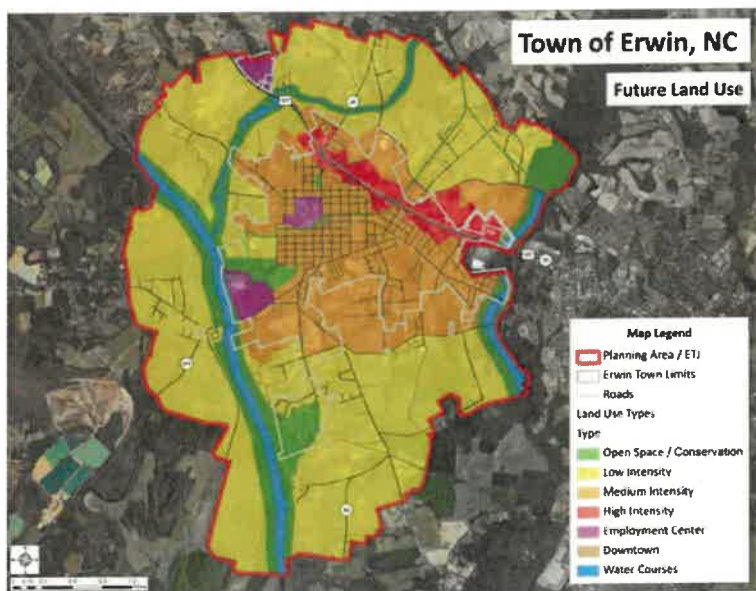 Town of Erwin, NC
Future Land Use
Map Legend
Planning Area / ETJ
Erwin Town Limits
Roads
Land Use Types
Type
Open Space / Conservation
Low Intensity
Medium Intensity
High Intensity
Employment Center
Downtown
Water Courses